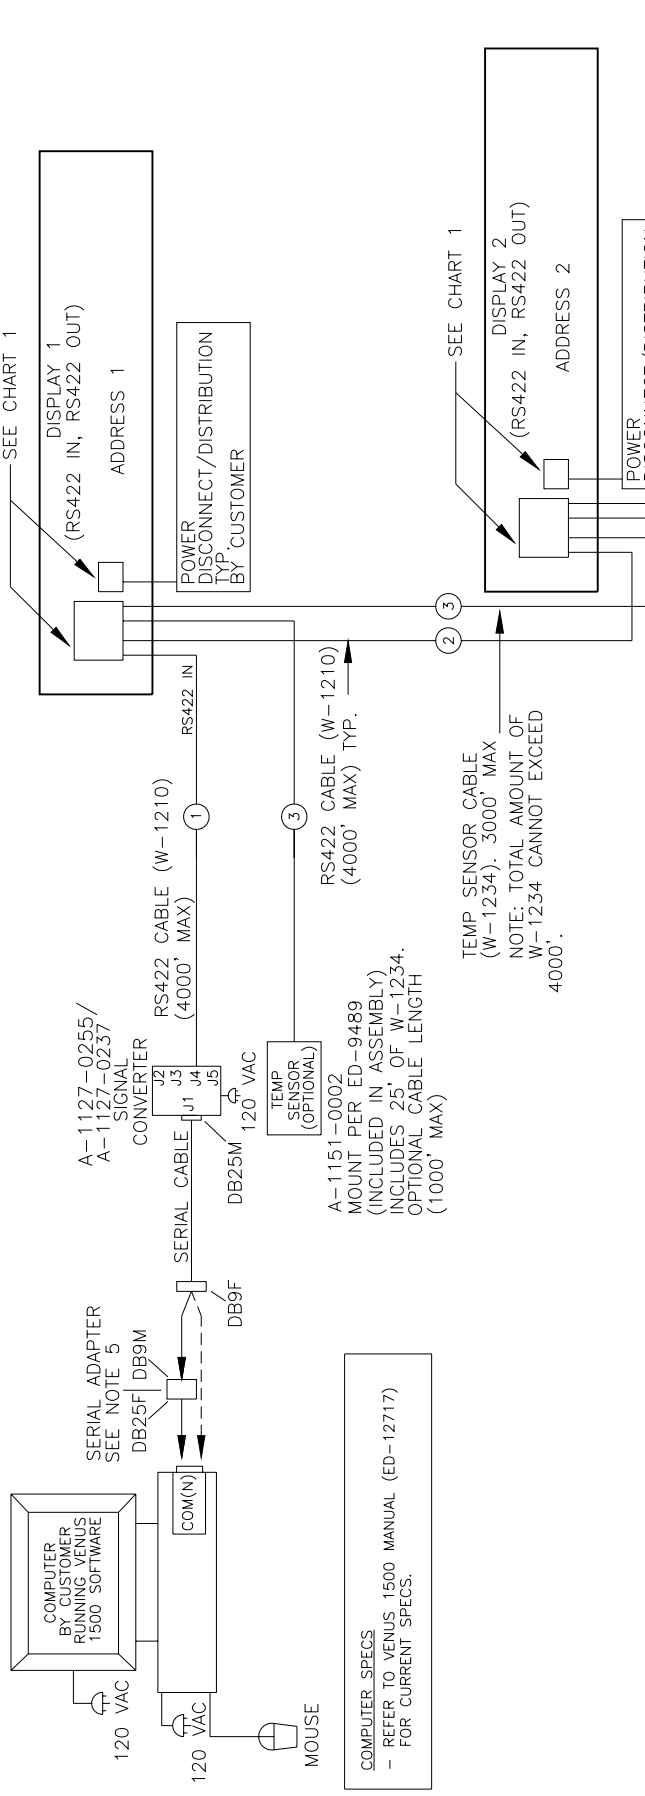 COMPUTER
BY CUSTOMER
RUNNING VENUS
1500 SOFTWARE
120 VAC
120 VAC
MOUSE
COM(N)
SERIAL ADAPTER
SEE NOTE 5
DB25F
DB9M
DB9F
SERIAL CABLE
DB25M
A-1127-0255/
A-1127-0237
SIGNAL
CONVERTER
J1
J2
J3
J4
J5
120 VAC
RS422 CABLE (W-1210)
(4000' MAX)
1
RS422 IN
TEMP
SENSOR
(OPTIONAL)
A-1151-0002
MOUNT PER ED-9489
(INCLUDED IN ASSEMBLY)
INCLUDES 25' OF W-1234.
OPTIONAL CABLE LENGTH
(1000' MAX)
3
RS422 CABLE (W-1210)
(4000' MAX) TYP.
SEE CHART 1
DISPLAY 1
(RS422 IN, RS422 OUT)
ADDRESS 1
POWER
DISCONNECT/DISTRIBUTION
TYP.
BY CUSTOMER
2
3
TEMP SENSOR CABLE
(W-1234). 3000' MAX
NOTE: TOTAL AMOUNT OF
W-1234 CANNOT EXCEED
4000'.
SEE CHART 1
DISPLAY 2
(RS422 IN, RS422 OUT)
ADDRESS 2
POWER
COMPUTER SPECS
- REFER TO VENUS 1500 MANUAL (ED-12717)
FOR CURRENT SPECS.